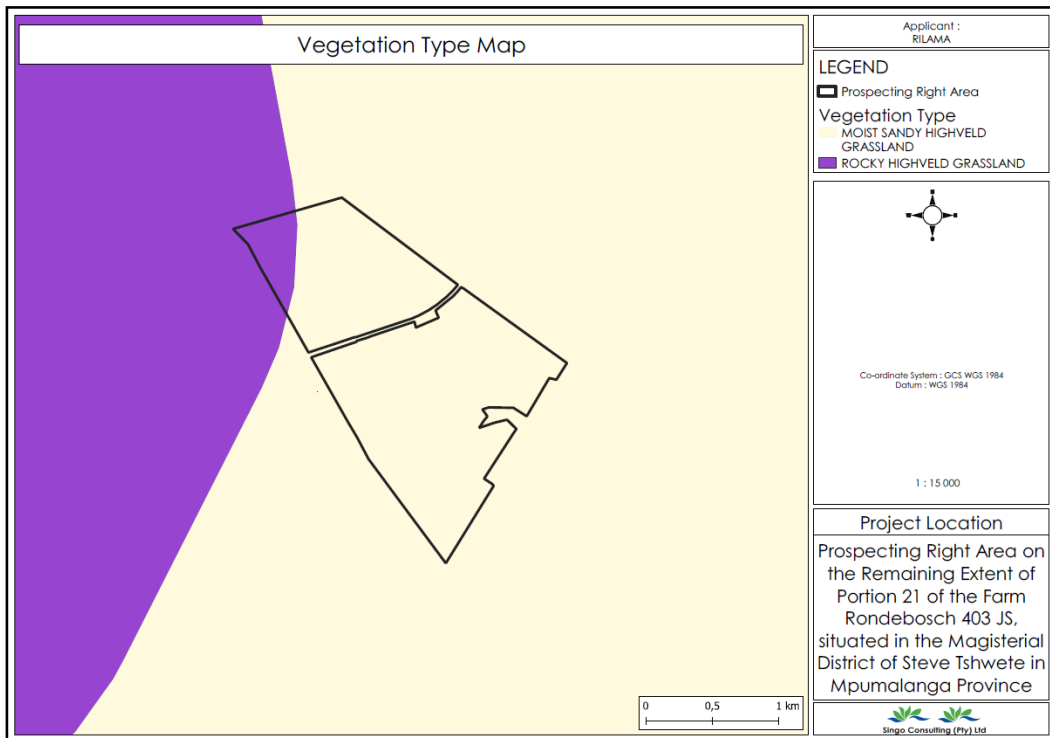 Vegetation Type Map
Applicant :
RILAMA
LEGEND
Prospecting Right Area
Vegetation Type
MOIST SANDY HIGHVELD
GRASSLAND
ROCKY HIGHVELD GRASSLAND
Co-ordinate System : GCS WGS 1984
Datum : WGS 1984
1 : 15 000
Project Location
Prospecting Right Area on
the Remaining Extent of
Portion 21 of the Farm
Rondebosch 403 JS,
situated in the Magisterial
District of Steve Tshwete in
Mpumalanga Province
0 0,5 1 km
Singo Consulting (Pty) Ltd